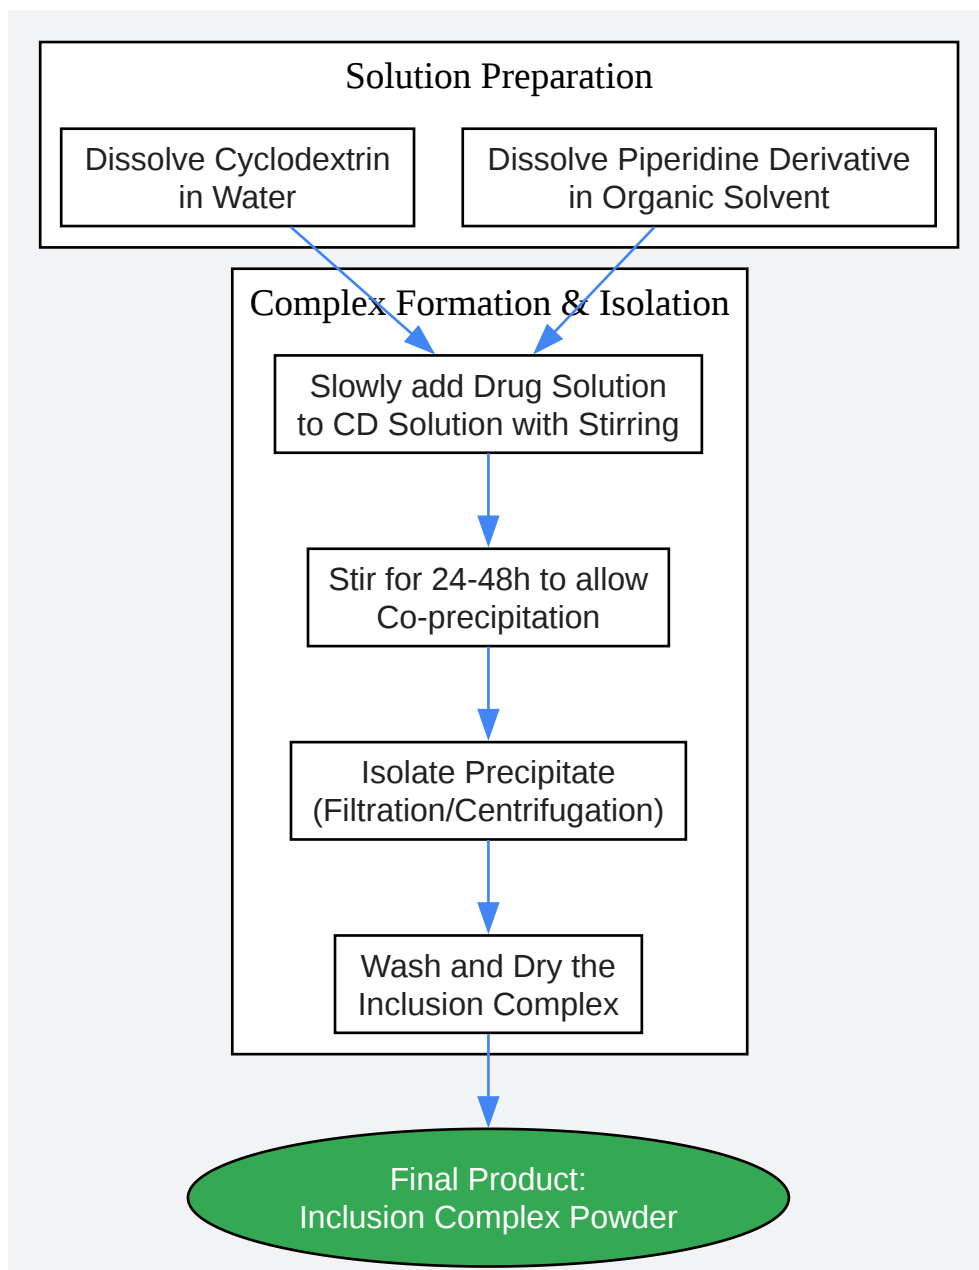 Solution Preparation
Dissolve Cyclodextrin
in Water
Dissolve Piperidine Derivative
in Organic Solvent
Complex Formation & Isolation
Slowly add Drug Solution
to CD Solution with Stirring
Stir for 24-48h to allow
Co-precipitation
Isolate Precipitate
(Filtration/Centrifugation)
Wash and Dry the
Inclusion Complex
Final Product:
Inclusion Complex Powder